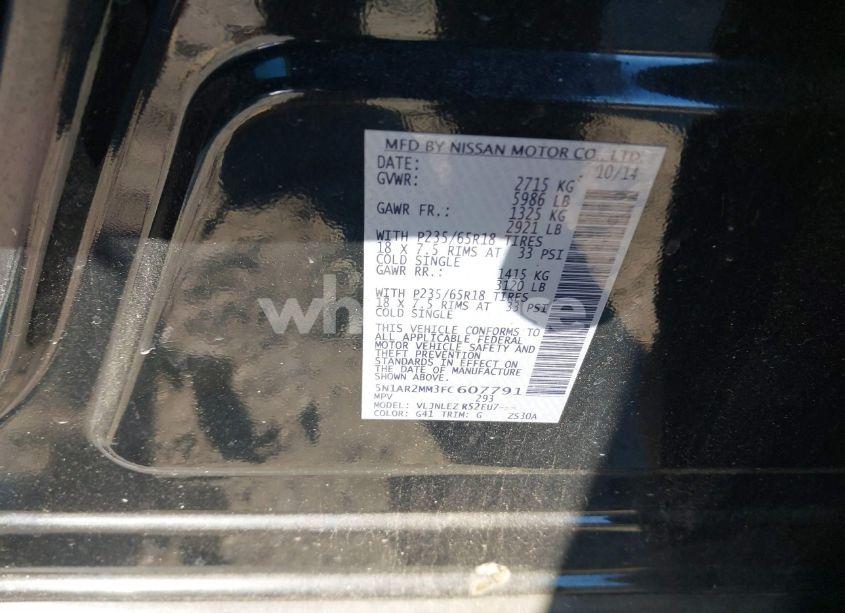 MFD BY NISSAN MOTOR CO., LTD.
DATE: 10/14
GVWR: 2715 KG
5986 LB
GAWR FR.: 1325 KG
2921 LB
WITH P235/65R18 TIRES
18 X 7.5 RIMS AT 33 PSI
COLD SINGLE
GAWR RR.: 1415 KG
3120 LB
WITH P235/65R18 TIRES
18 X 7.5 RIMS AT 33 PSI
COLD SINGLE
THIS VEHICLE CONFORMS TO
ALL APPLICABLE FEDERAL
MOTOR VEHICLE SAFETY AND
THEFT PREVENTION
STANDARDS IN EFFECT ON
THE DATE OF MANUFACTURE
SHOWN ABOVE.
5N1AR2MM3FC607791
MPV 293
MODEL: VLJNLEZ R52EU7---
COLOR: G41 TRIM: G ZS30A